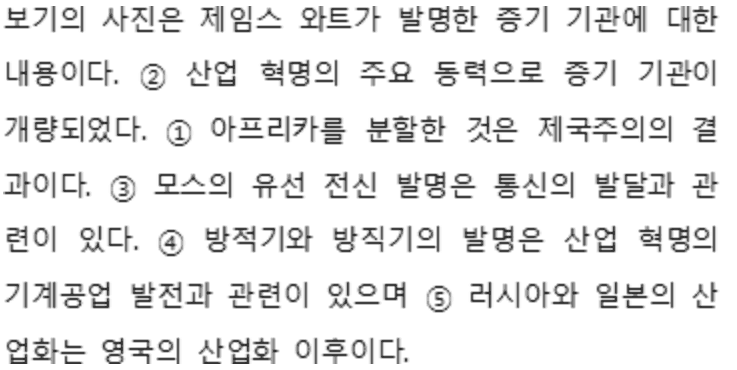 보기의 사진은 제임스 와트가 발명한 증기 기관에 대한
내용이다. ② 산업 혁명의 주요 동력으로 증기 기관이
개량되었다. ① 아프리카를 분할한 것은 제국주의의 결
과이다. ③ 모스의 유선 전신 발명은 통신의 발달과 관
련이 있다. ④ 방적기와 방직기의 발명은 산업 혁명의
기계공업 발전과 관련이 있으며 ⑤ 러시아와 일본의 산
업화는 영국의 산업화 이후이다.